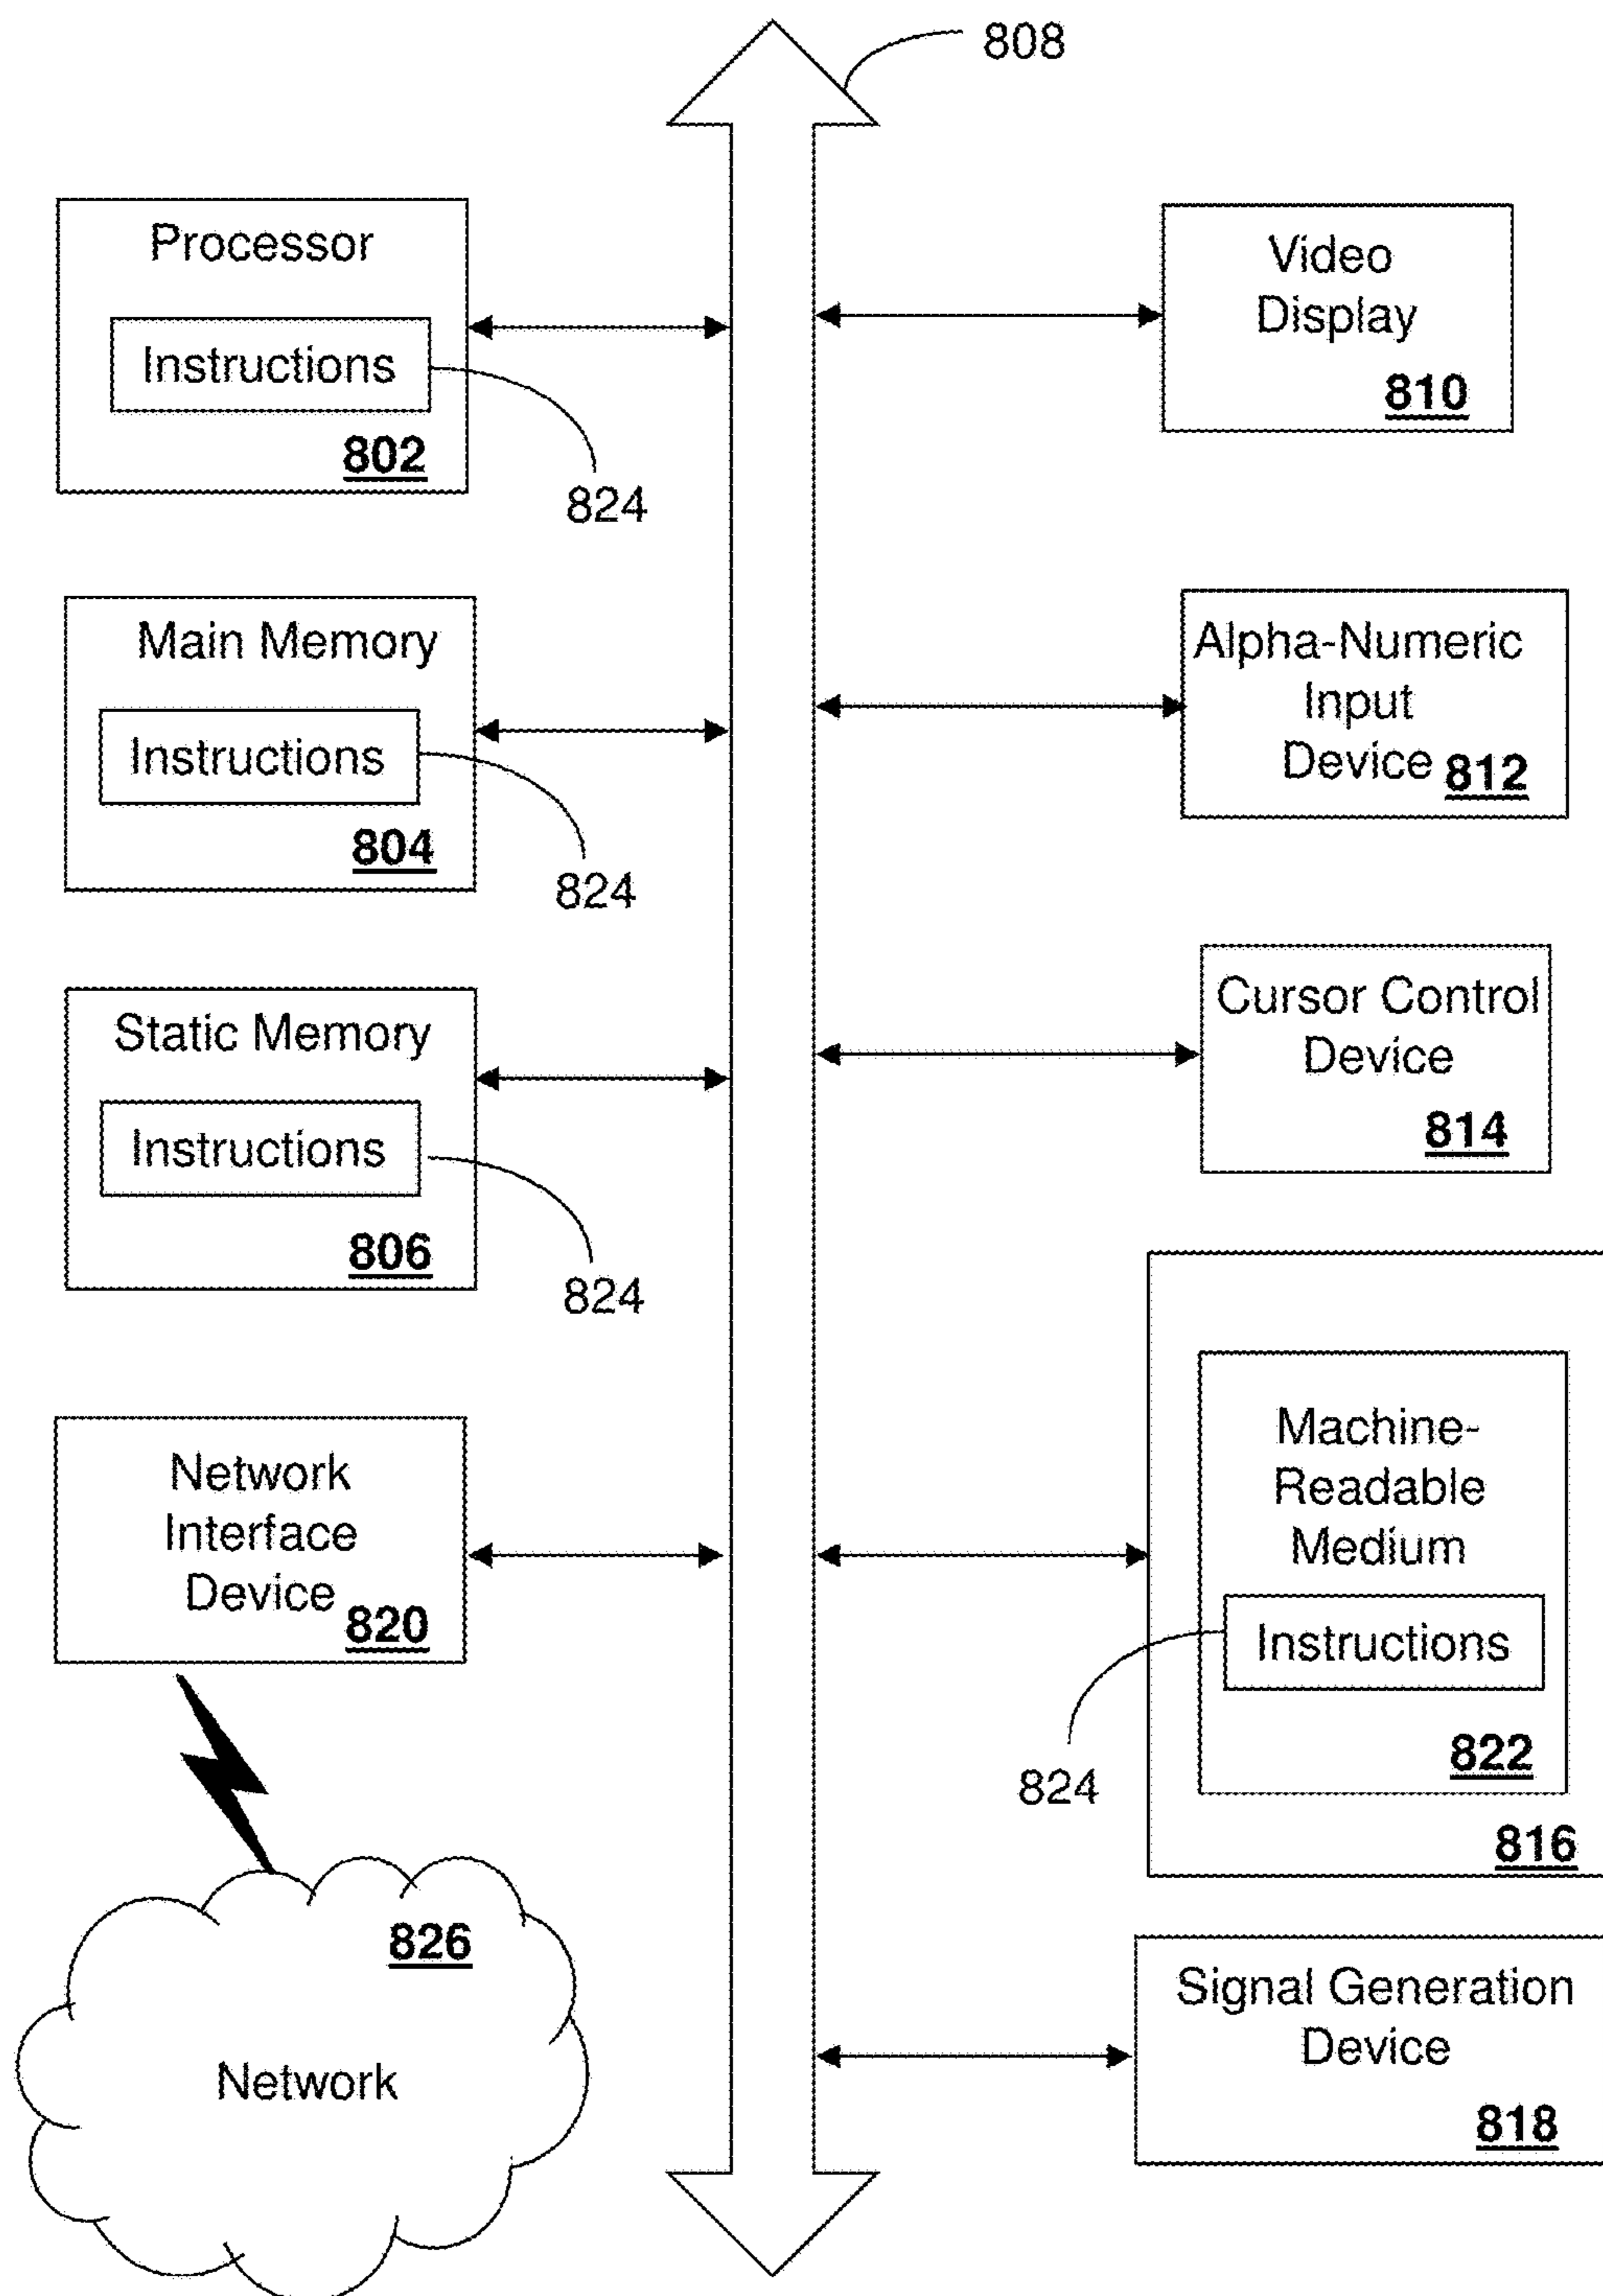 808
Processor
Instructions
802
824
Main Memory
Instructions
804
824
Static Memory
Instructions
806
824
Network
Interface
Device
820
826
Network
Video
Display
810
Alpha-Numeric
Input
Device
812
Cursor Control
Device
814
Machine-
Readable
Medium
Instructions
824
822
816
Signal Generation
Device
818